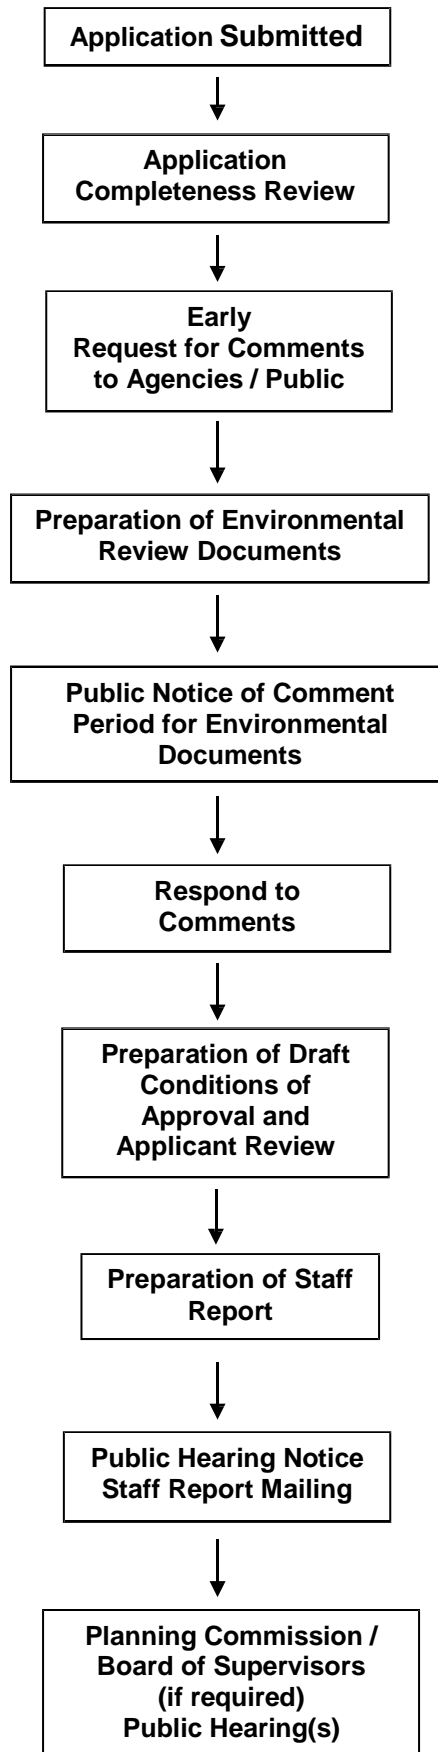 Application Submitted
Application
Completeness Review
Early
Request for Comments
to Agencies / Public
Preparation of Environmental
Review Documents
Public Notice of Comment
Period for Environmental
Documents
Respond to
Comments
Preparation of Draft
Conditions of
Approval and
Applicant Review
Preparation of Staff
Report
Public Hearing Notice
Staff Report Mailing
Planning Commission /
Board of Supervisors
(if required)
Public Hearing(s)